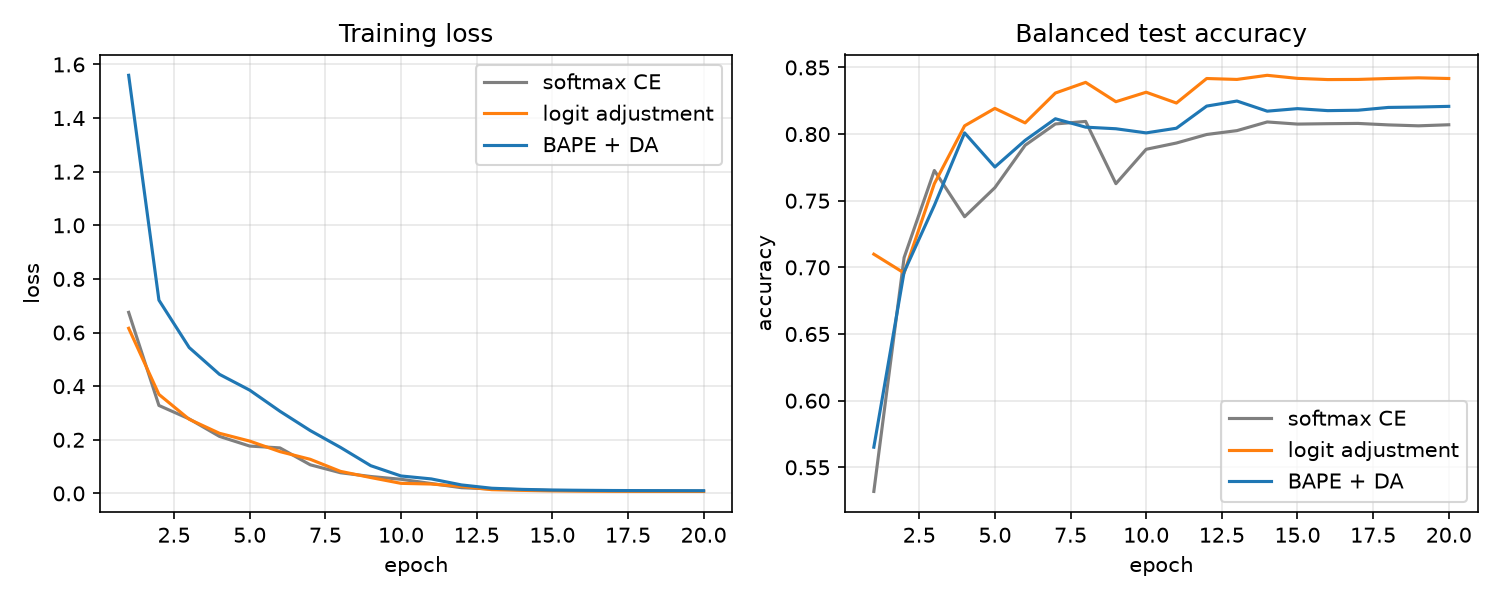 Training loss
1.6
1.4
1.2
1.0
0.8
0.6
0.4
0.2
0.0
loss
softmax CE
logit adjustment
BAPE + DA
2.5 5.0 7.5 10.0 12.5 15.0 17.5 20.0
epoch
Balanced test accuracy
0.85
0.80
0.75
0.70
0.65
0.60
0.55
accuracy
softmax CE
logit adjustment
BAPE + DA
2.5 5.0 7.5 10.0 12.5 15.0 17.5 20.0
epoch